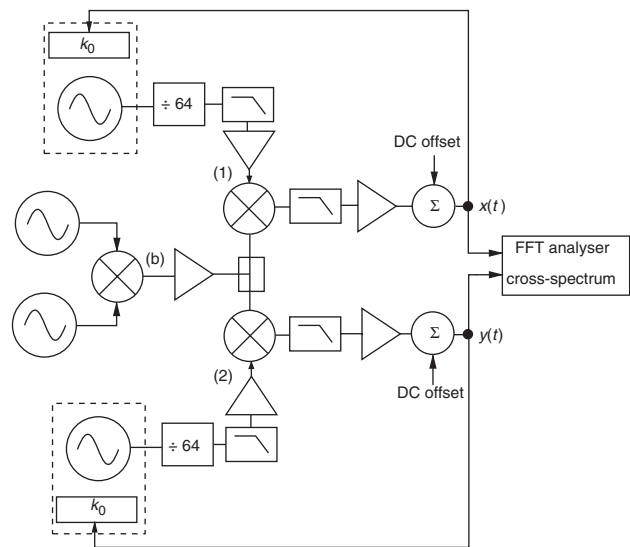 k0
÷ 64
(1)
DC offset
Σ
x(t)
(b)
FFT analyser
cross-spectrum
Σ
y(t)
(2)
DC offset
÷ 64
k0